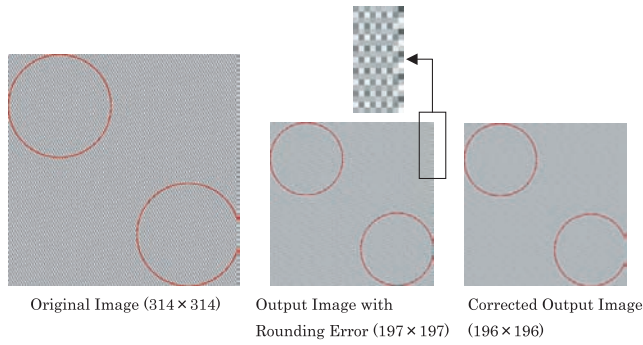 Original Image (314×314)
Output Image with
Rounding Error (197×197)
Corrected Output Image
(196×196)